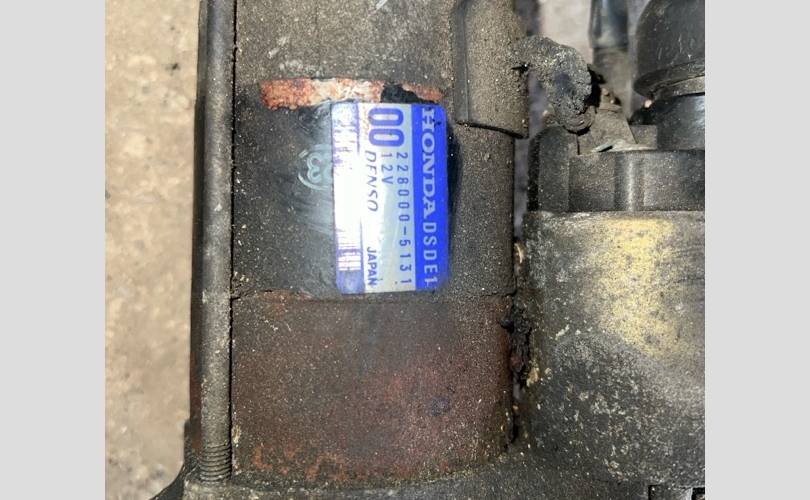 HONDA DSDE1
00 228000-5131
12V
DENSO JAPAN